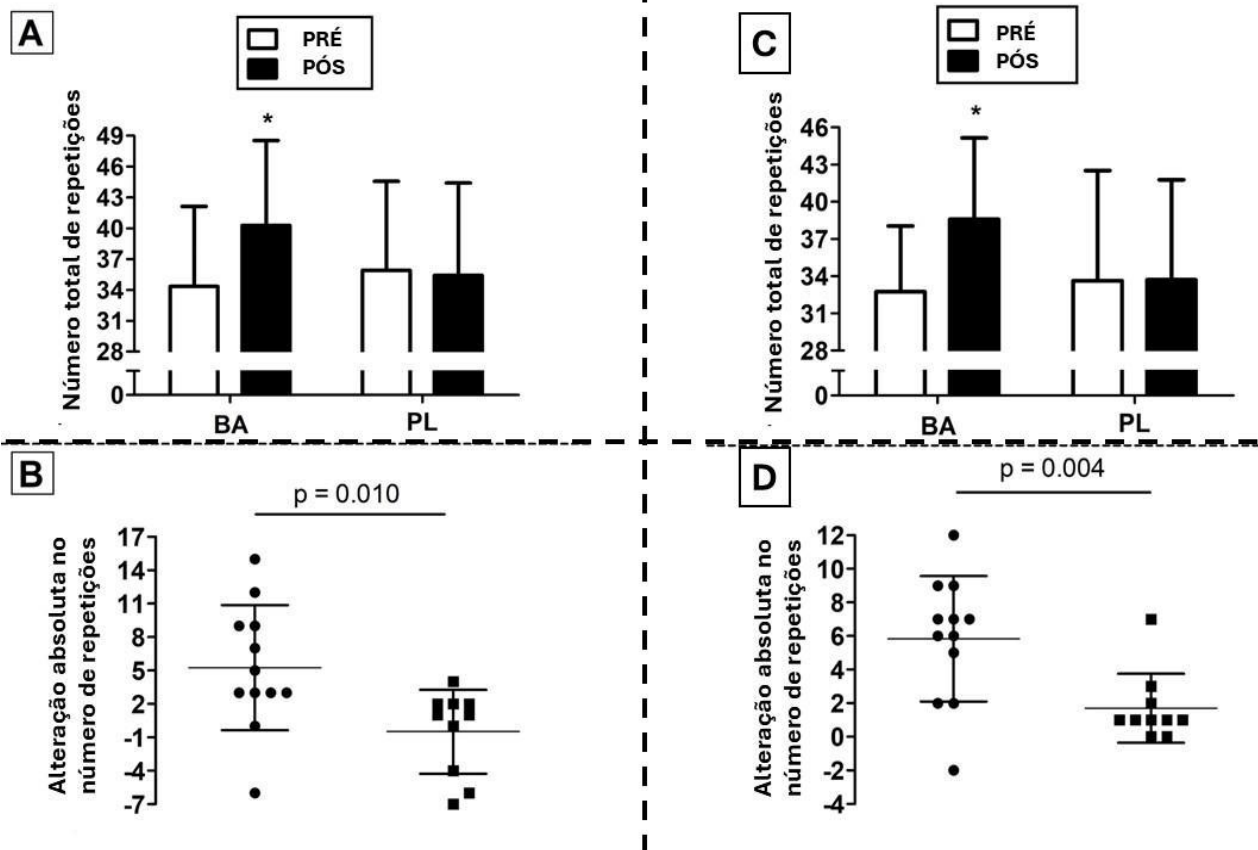 A
PRÉ
PÓS
Número total de repetições
49
46
43
40
37
34
31
28
0
*
BA
PL
C
PRÉ
PÓS
Número total de repetições
46
43
40
37
34
31
28
0
*
BA
PL
B
p = 0.010
Alteração absoluta no
número de repetições
17
14
11
8
5
2
-1
-4
-7
D
p = 0.004
Alteração absoluta no
número de repetições
12
10
8
6
4
2
0
-2
-4